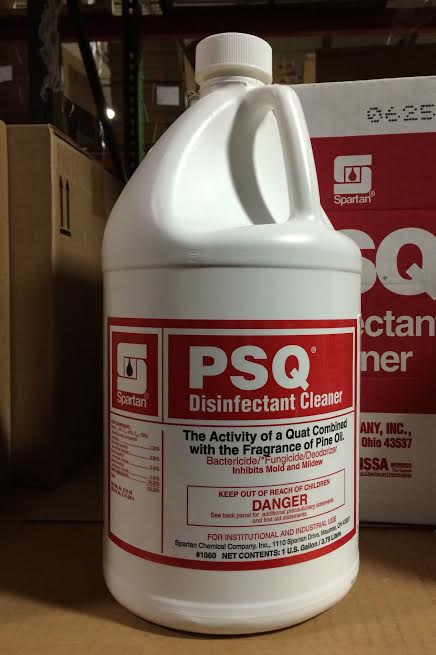 0625
Spartan®
PSQ
ectan
ner
ANY, INC.,
Ohio 43537
ISSA MEMBER
Spartan®
PSQ®
Disinfectant Cleaner
The Activity of a Quat Combined
with the Fragrance of Pine Oil.
Bactericide/*Fungicide/Deodorizer
Inhibits Mold and Mildew
KEEP OUT OF REACH OF CHILDREN
DANGER
See back panel for additional precautionary statements
and first aid statements
FOR INSTITUTIONAL AND INDUSTRIAL USE
Spartan Chemical Company, Inc., 1110 Spartan Drive, Maumee, OH 43537
#1060 NET CONTENTS: 1 U.S. Gallon / 3.79 Liters